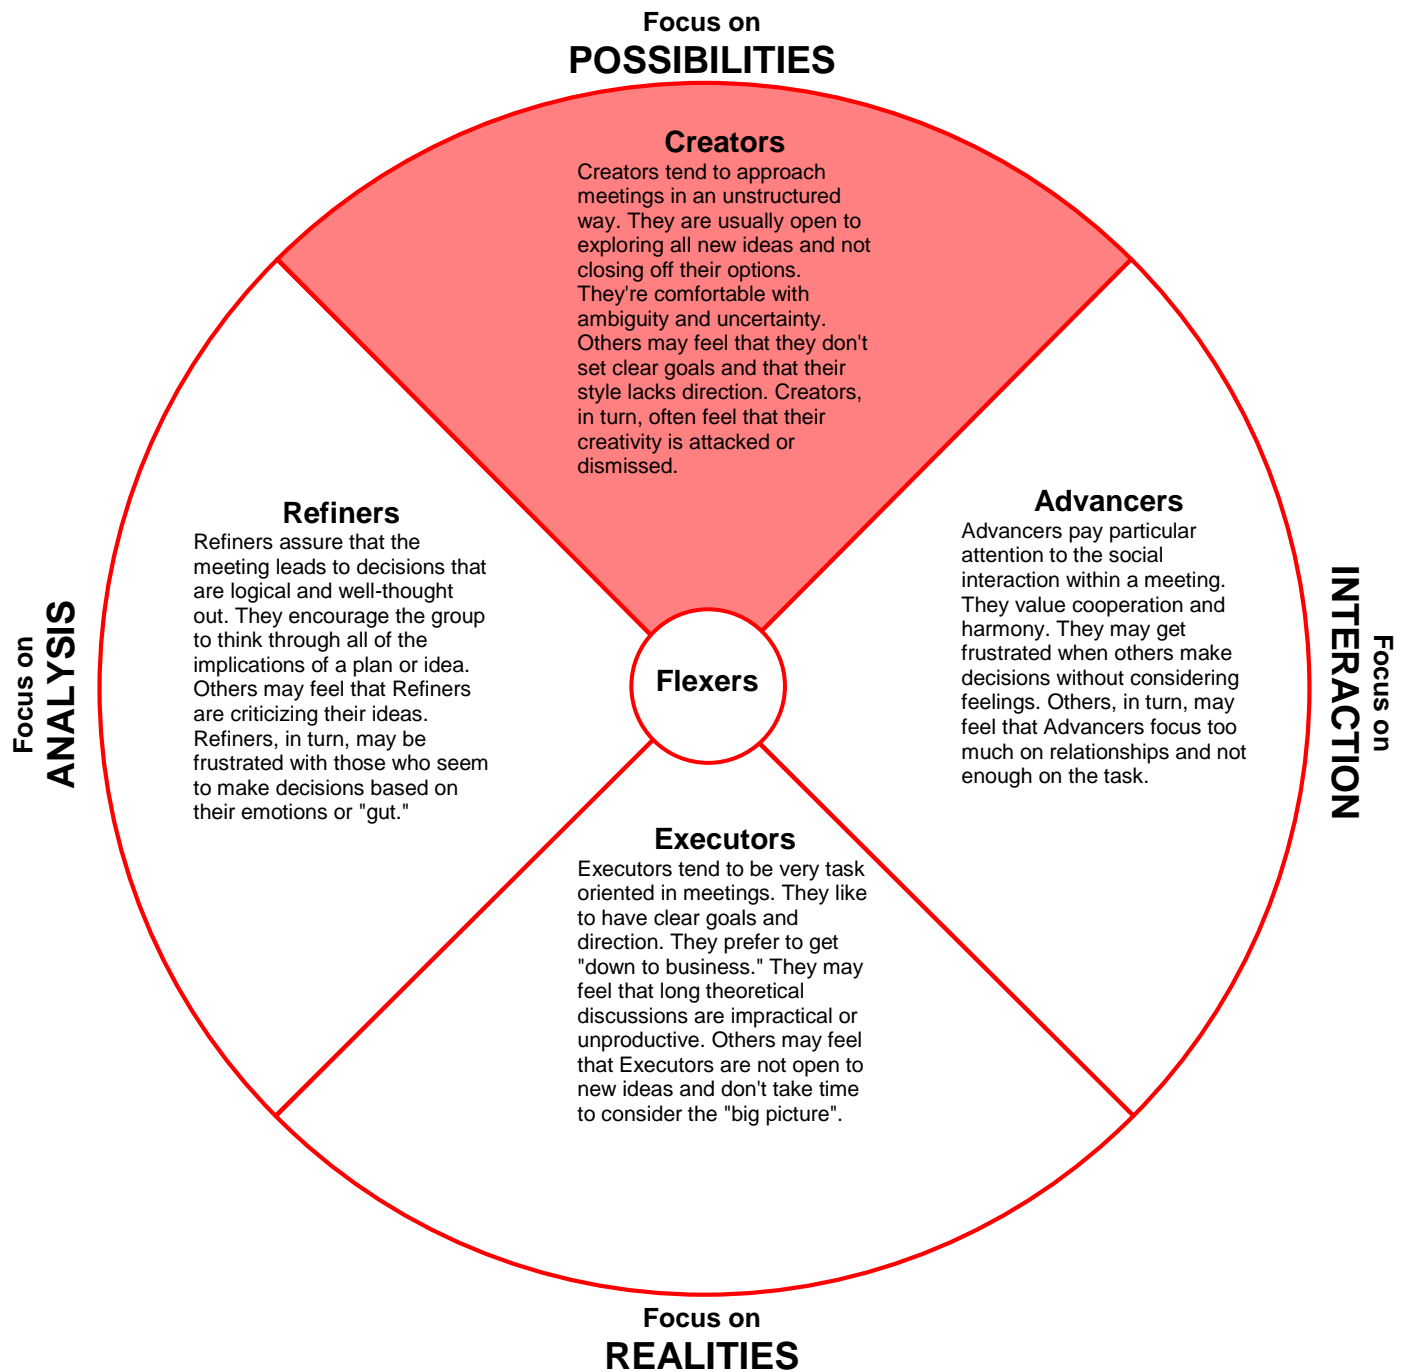 Focus on
POSSIBILITIES
Creators
Creators tend to approach
meetings in an unstructured
way. They are usually open to
exploring all new ideas and not
closing off their options.
They're comfortable with
ambiguity and uncertainty.
Others may feel that they don't
set clear goals and that their
style lacks direction. Creators,
in turn, often feel that their
creativity is attacked or
dismissed.
Focus on
ANALYSIS
Refiners
Refiners assure that the
meeting leads to decisions that
are logical and well-thought
out. They encourage the group
to think through all of the
implications of a plan or idea.
Others may feel that Refiners
are criticizing their ideas.
Refiners, in turn, may be
frustrated with those who seem
to make decisions based on
their emotions or "gut."
Flexers
Advancers
Advancers pay particular
attention to the social
interaction within a meeting.
They value cooperation and
harmony. They may get
frustrated when others make
decisions without considering
feelings. Others, in turn, may
feel that Advancers focus too
much on relationships and not
enough on the task.
Focus on
INTERACTION
Executors
Executors tend to be very task
oriented in meetings. They like
to have clear goals and
direction. They prefer to get
"down to business." They may
feel that long theoretical
discussions are impractical or
unproductive. Others may feel
that Executors are not open to
new ideas and don't take time
to consider the "big picture".
Focus on
REALITIES